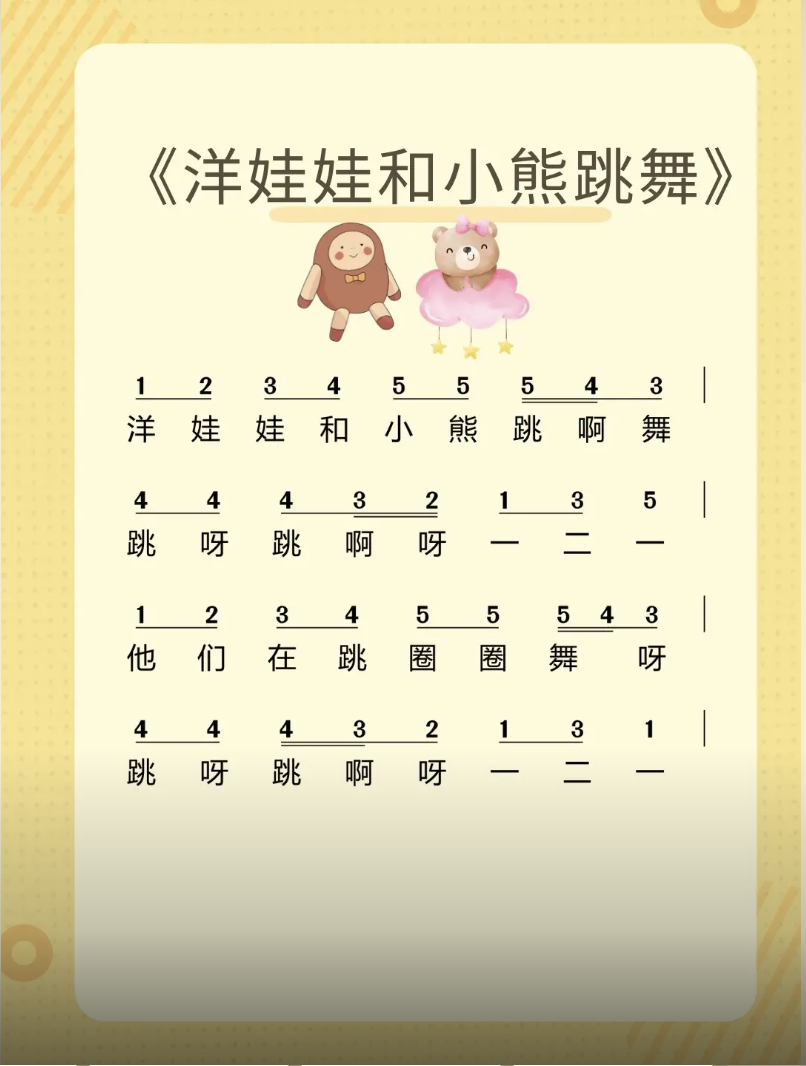 《洋娃娃和小熊跳舞》
1 2 3 4 5 5 5 4 3 |
洋 娃 娃 和 小 熊 跳 啊 舞
4 4 4 3 2 1 3 5 |
跳 呀 跳 啊 呀 一 二 一
1 2 3 4 5 5 5 4 3 |
他 们 在 跳 圈 圈 舞 呀
4 4 4 3 2 1 3 1 |
跳 呀 跳 啊 呀 一 二 一